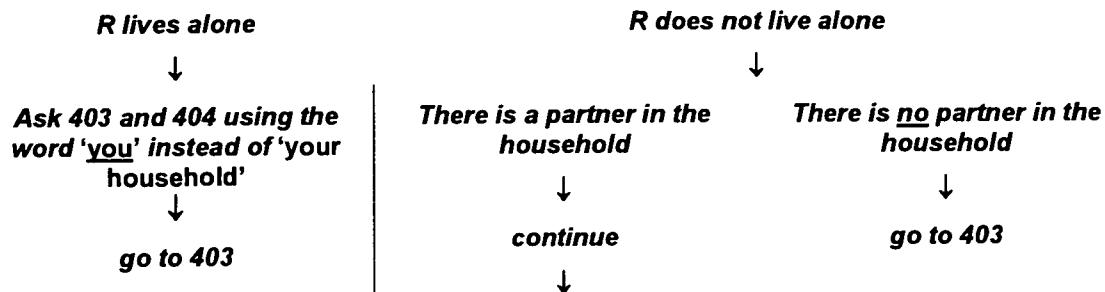 R lives alone
↓
Ask 403 and 404 using the
word ‘you’ instead of ‘your
household’
↓
go to 403
R does not live alone
↓
There is a partner in the
household
↓
continue
↓
There is no partner in the
household
↓
go to 403